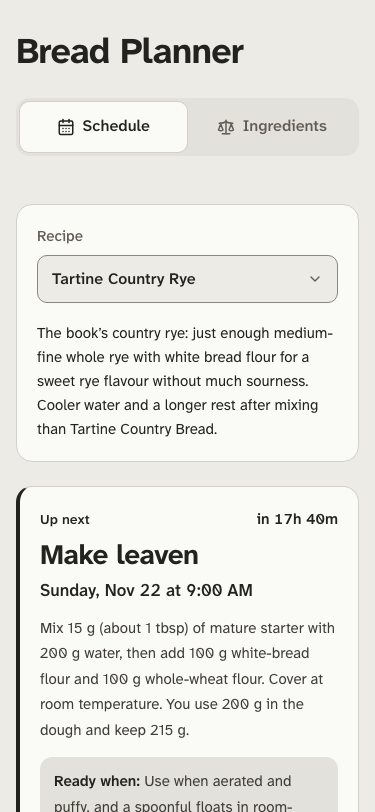 Bread Planner
Schedule
Ingredients
Recipe
Tartine Country Rye
The book’s country rye: just enough medium-
fine whole rye with white bread flour for a
sweet rye flavour without much sourness.
Cooler water and a longer rest after mixing
than Tartine Country Bread.
Up next
in 17h 40m
Make leaven
Sunday, Nov 22 at 9:00 AM
Mix 15 g (about 1 tbsp) of mature starter with
200 g water, then add 100 g white-bread
flour and 100 g whole-wheat flour. Cover at
room temperature. You use 200 g in the
dough and keep 215 g.
Ready when: Use when aerated and
puffy, and a spoonful floats in room-